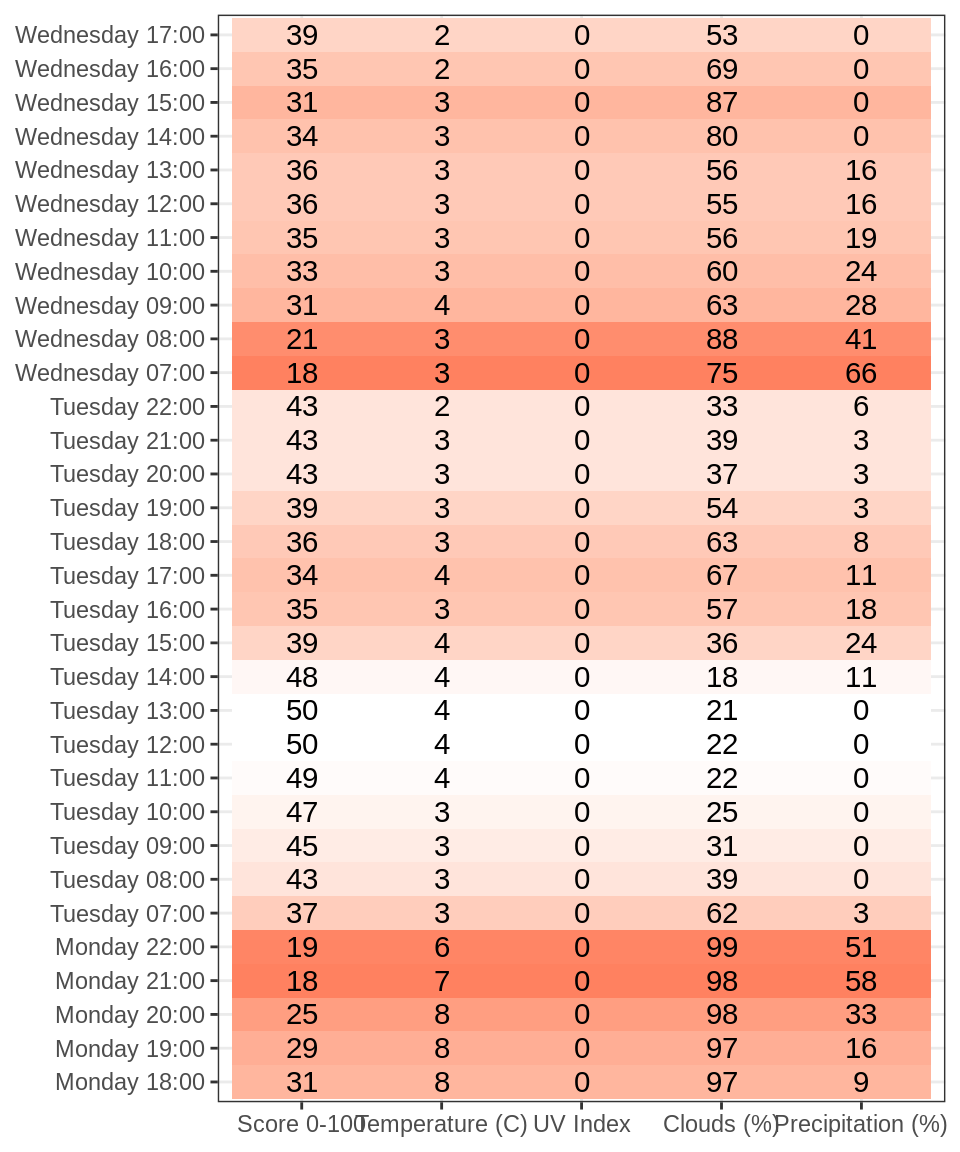 Wednesday 17:00 39 2 0 53 0
Wednesday 16:00 35 2 0 69 0
Wednesday 15:00 31 3 0 87 0
Wednesday 14:00 34 3 0 80 0
Wednesday 13:00 36 3 0 56 16
Wednesday 12:00 36 3 0 55 16
Wednesday 11:00 35 3 0 56 19
Wednesday 10:00 33 3 0 60 24
Wednesday 09:00 31 4 0 63 28
Wednesday 08:00 21 3 0 88 41
Wednesday 07:00 18 3 0 75 66
Tuesday 22:00 43 2 0 33 6
Tuesday 21:00 43 3 0 39 3
Tuesday 20:00 43 3 0 37 3
Tuesday 19:00 39 3 0 54 3
Tuesday 18:00 36 3 0 63 8
Tuesday 17:00 34 4 0 67 11
Tuesday 16:00 35 3 0 57 18
Tuesday 15:00 39 4 0 36 24
Tuesday 14:00 48 4 0 18 11
Tuesday 13:00 50 4 0 21 0
Tuesday 12:00 50 4 0 22 0
Tuesday 11:00 49 4 0 22 0
Tuesday 10:00 47 3 0 25 0
Tuesday 09:00 45 3 0 31 0
Tuesday 08:00 43 3 0 39 0
Tuesday 07:00 37 3 0 62 3
Monday 22:00 19 6 0 99 51
Monday 21:00 18 7 0 98 58
Monday 20:00 25 8 0 98 33
Monday 19:00 29 8 0 97 16
Monday 18:00 31 8 0 97 9
Score 0-100 Temperature (C) UV Index Clouds (%) Precipitation (%)